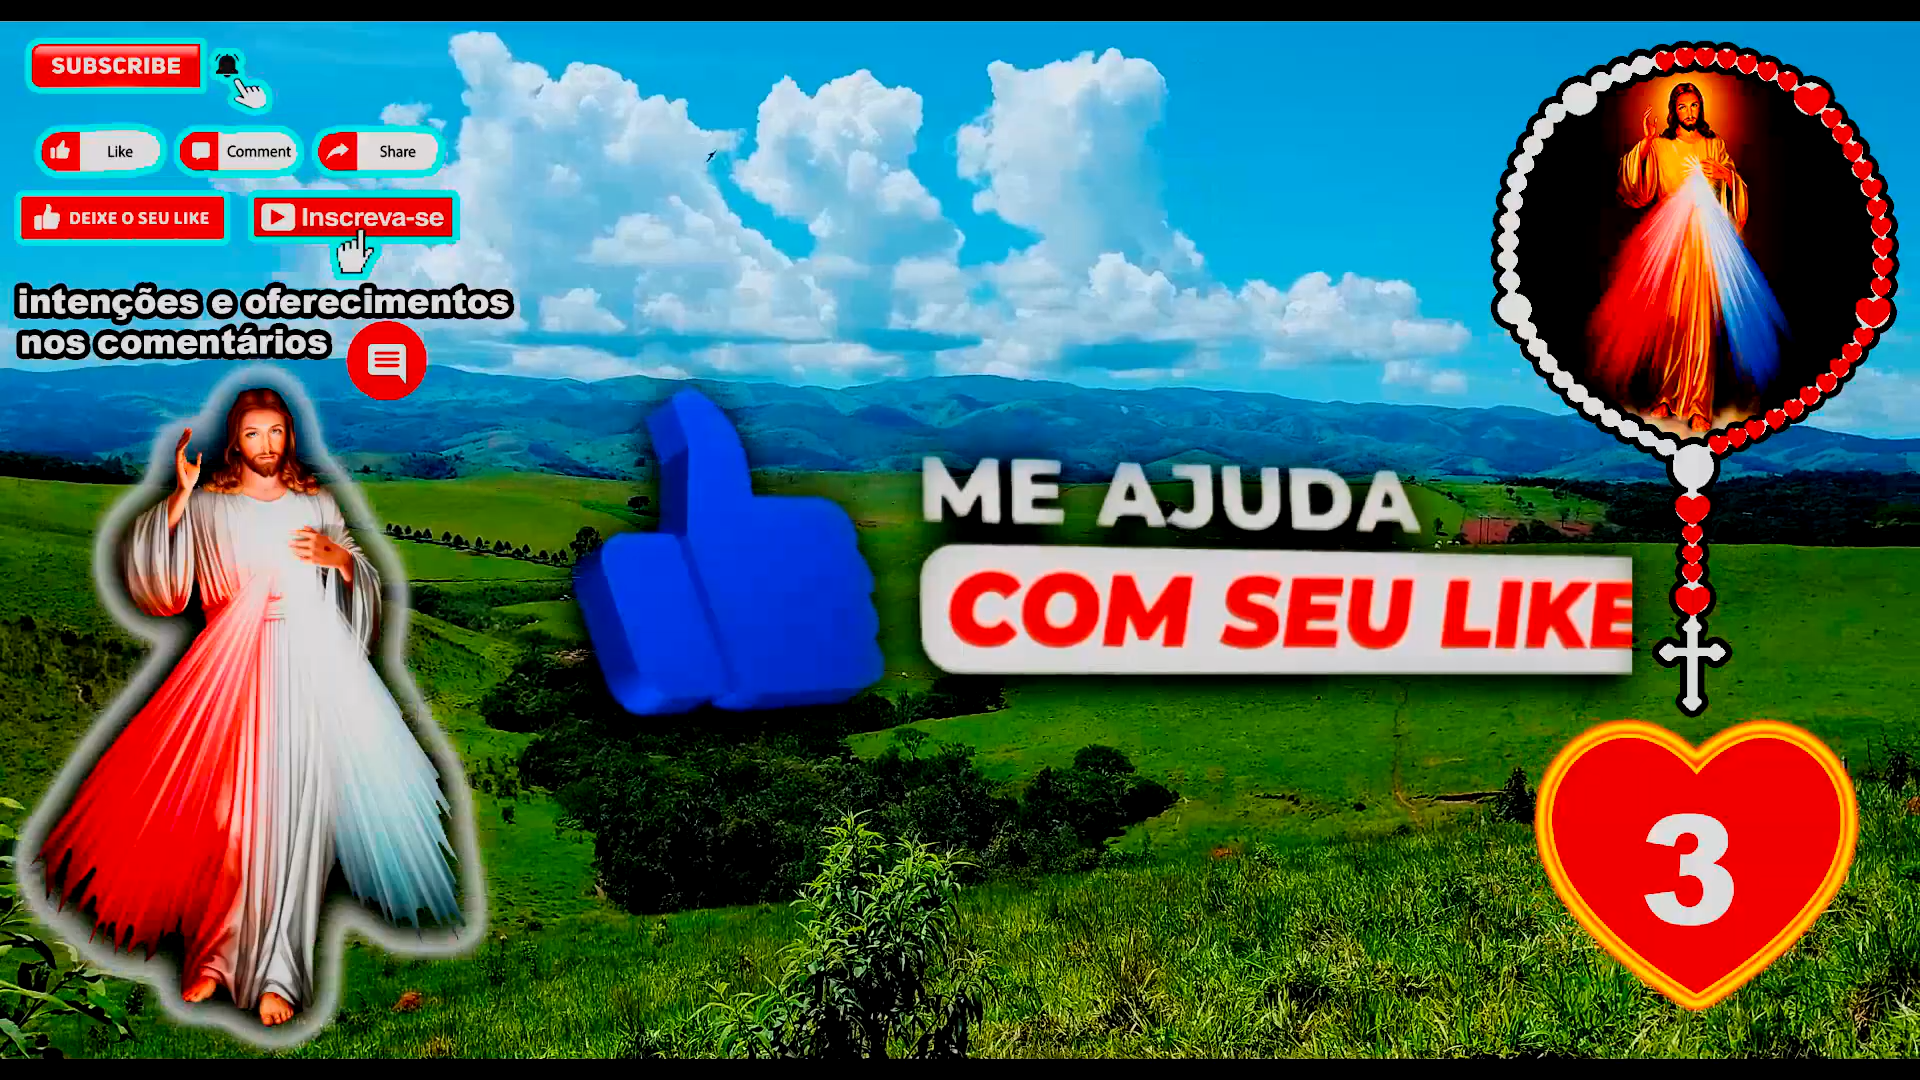 SUBSCRIBE
Like
Comment
Share
DEIXE O SEU LIKE
Inscreva-se
intenções e oferecimentos
nos comentários
ME AJUDA
COM SEU LIKE
3